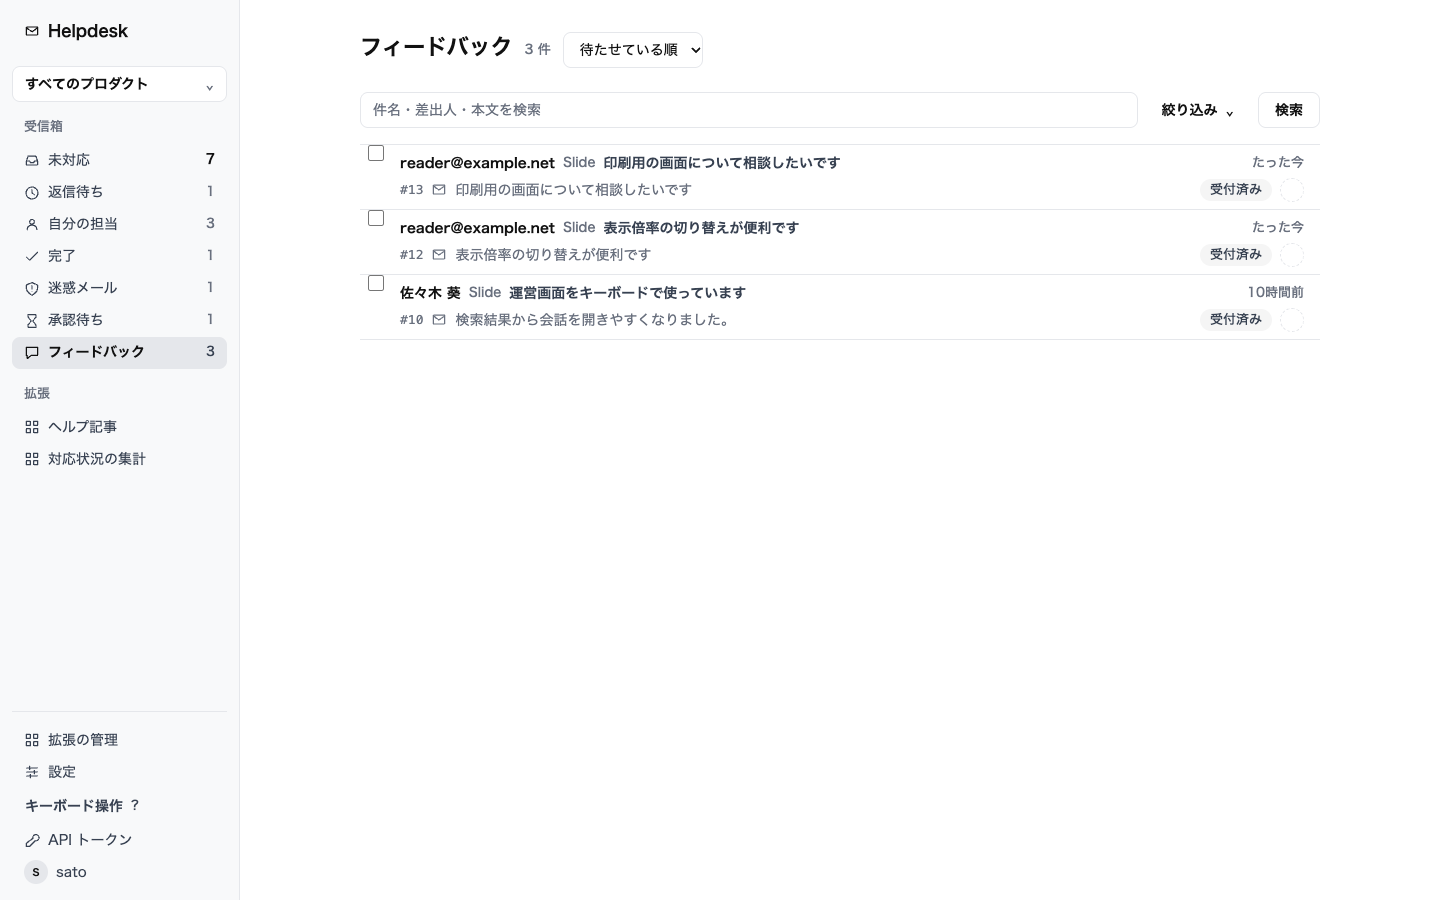 Helpdesk
すべてのプロダクト
受信箱
未対応 7
返信待ち 1
自分の担当 3
完了 1
迷惑メール 1
承認待ち 1
フィードバック 3
拡張
ヘルプ記事
対応状況の集計
拡張の管理
設定
キーボード操作 ?
API トークン
S sato
フィードバック 3 件 待たせている順
件名・差出人・本文を検索 絞り込み 検索
reader@example.net Slide 印刷用の画面について相談したいです たった今
#13 印刷用の画面について相談したいです 受付済み
reader@example.net Slide 表示倍率の切り替えが便利です たった今
#12 表示倍率の切り替えが便利です 受付済み
佐々木 葵 Slide 運営画面をキーボードで使っています 10時間前
#10 検索結果から会話を開きやすくなりました。 受付済み